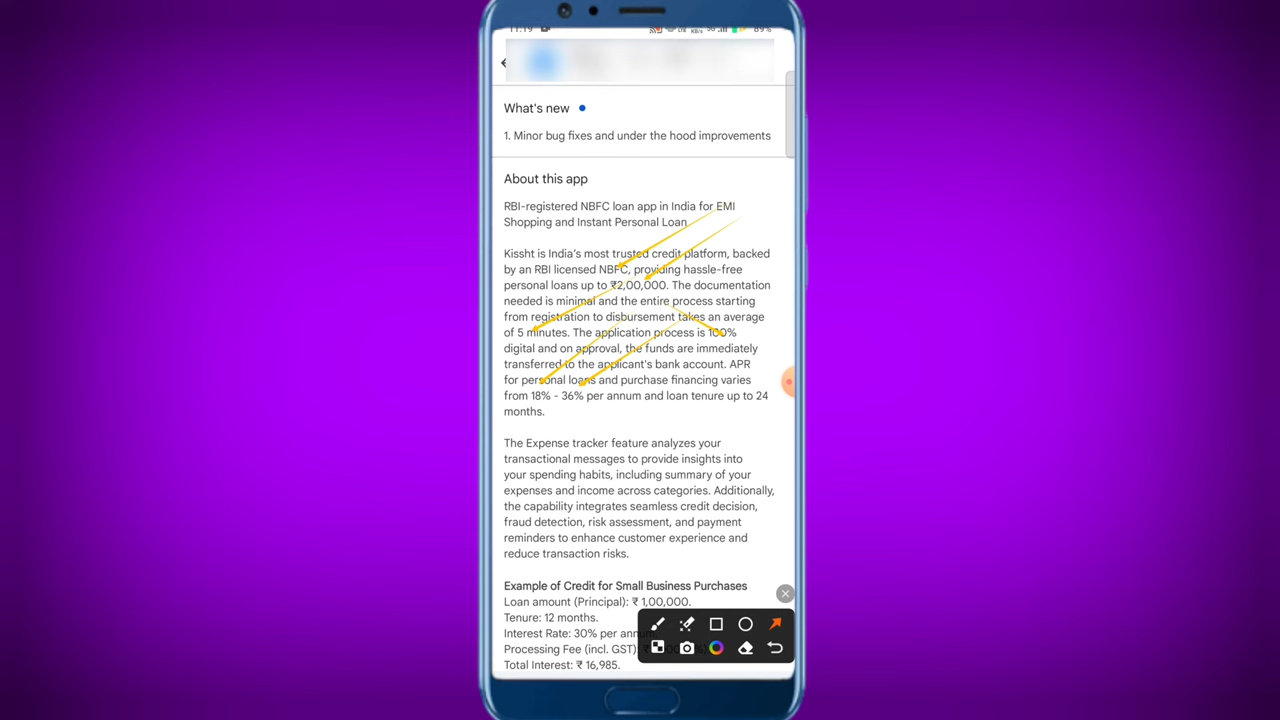 11:19
89%
What's new
1. Minor bug fixes and under the hood improvements
About this app
RBI-registered NBFC loan app in India for EMI
Shopping and Instant Personal Loan
Kissht is India's most trusted credit platform, backed
by an RBI licensed NBFC, providing hassle-free
personal loans up to ₹2,00,000. The documentation
needed is minimal and the entire process starting
from registration to disbursement takes an average
of 5 minutes. The application process is 100%
digital and on approval, the funds are immediately
transferred to the applicant's bank account. APR
for personal loans and purchase financing varies
from 18% - 36% per annum and loan tenure up to 24
months.
The Expense tracker feature analyzes your
transactional messages to provide insights into
your spending habits, including summary of your
expenses and income across categories. Additionally,
the capability integrates seamless credit decision,
fraud detection, risk assessment, and payment
reminders to enhance customer experience and
reduce transaction risks.
Example of Credit for Small Business Purchases
Loan amount (Principal): ₹ 1,00,000.
Tenure: 12 months.
Interest Rate: 30% per annum
Processing Fee (incl. GST):
Total Interest: ₹ 16,985.